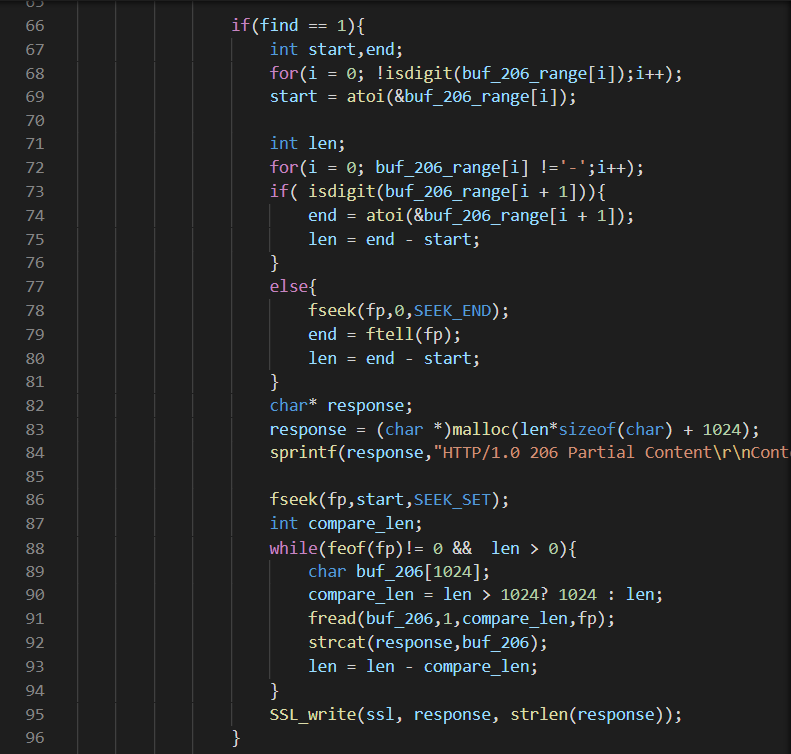 66 if(find == 1){
67 int start,end;
68 for(i = 0; !isdigit(buf_206_range[i]);i++);
69 start = atoi(&buf_206_range[i]);
70
71 int len;
72 for(i = 0; buf_206_range[i] !='-';i++);
73 if( isdigit(buf_206_range[i + 1])){
74 end = atoi(&buf_206_range[i + 1]);
75 len = end - start;
76 }
77 else{
78 fseek(fp,0,SEEK_END);
79 end = ftell(fp);
80 len = end - start;
81 }
82 char* response;
83 response = (char *)malloc(len*sizeof(char) + 1024);
84 sprintf(response,"HTTP/1.0 206 Partial Content\r\nCont
85
86 fseek(fp,start,SEEK_SET);
87 int compare_len;
88 while(feof(fp)!= 0 &&  len > 0){
89 char buf_206[1024];
90 compare_len = len > 1024? 1024 : len;
91 fread(buf_206,1,compare_len,fp);
92 strcat(response,buf_206);
93 len = len - compare_len;
94 }
95 SSL_write(ssl, response, strlen(response));
96 }